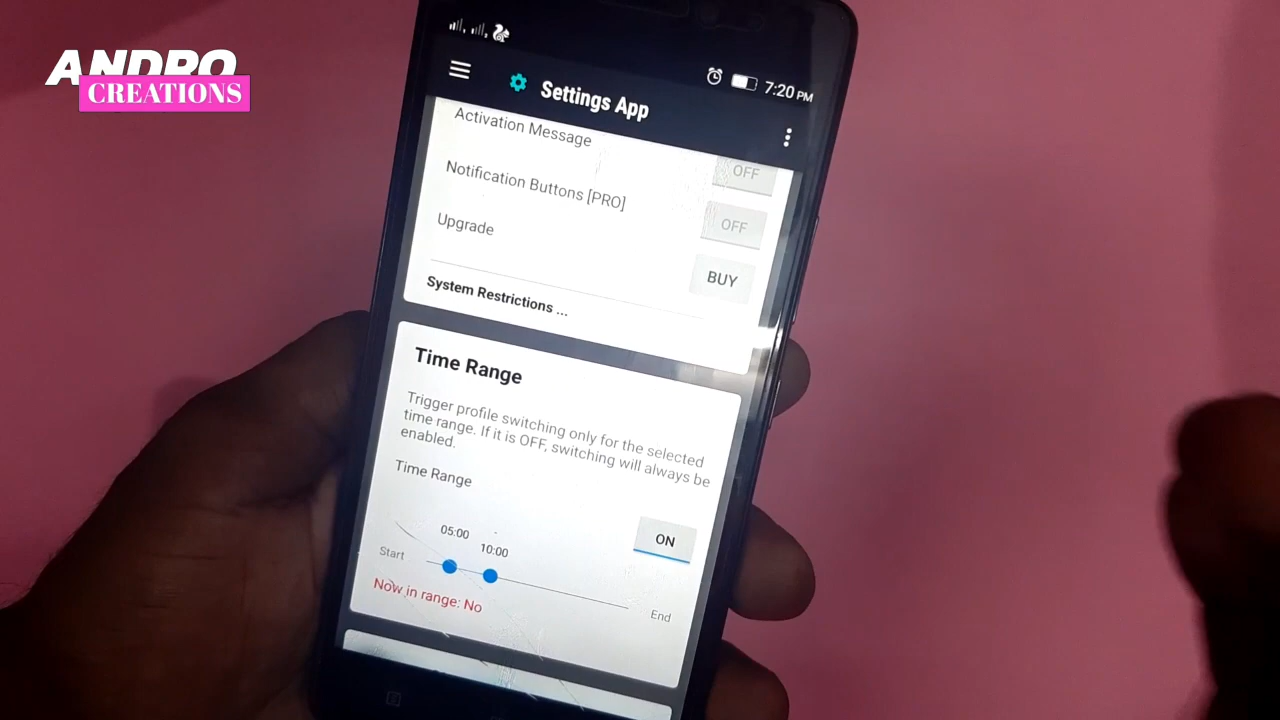 ANDRO
CREATIONS
7:20 PM
Settings App
Activation Message
OFF
Notification Buttons [PRO]
OFF
Upgrade
BUY
System Restrictions ...
Time Range
Trigger profile switching only for the selected
time range. If it is OFF, switching will always be
enabled.
Time Range
ON
05:00
10:00
Start
End
Now in range: No